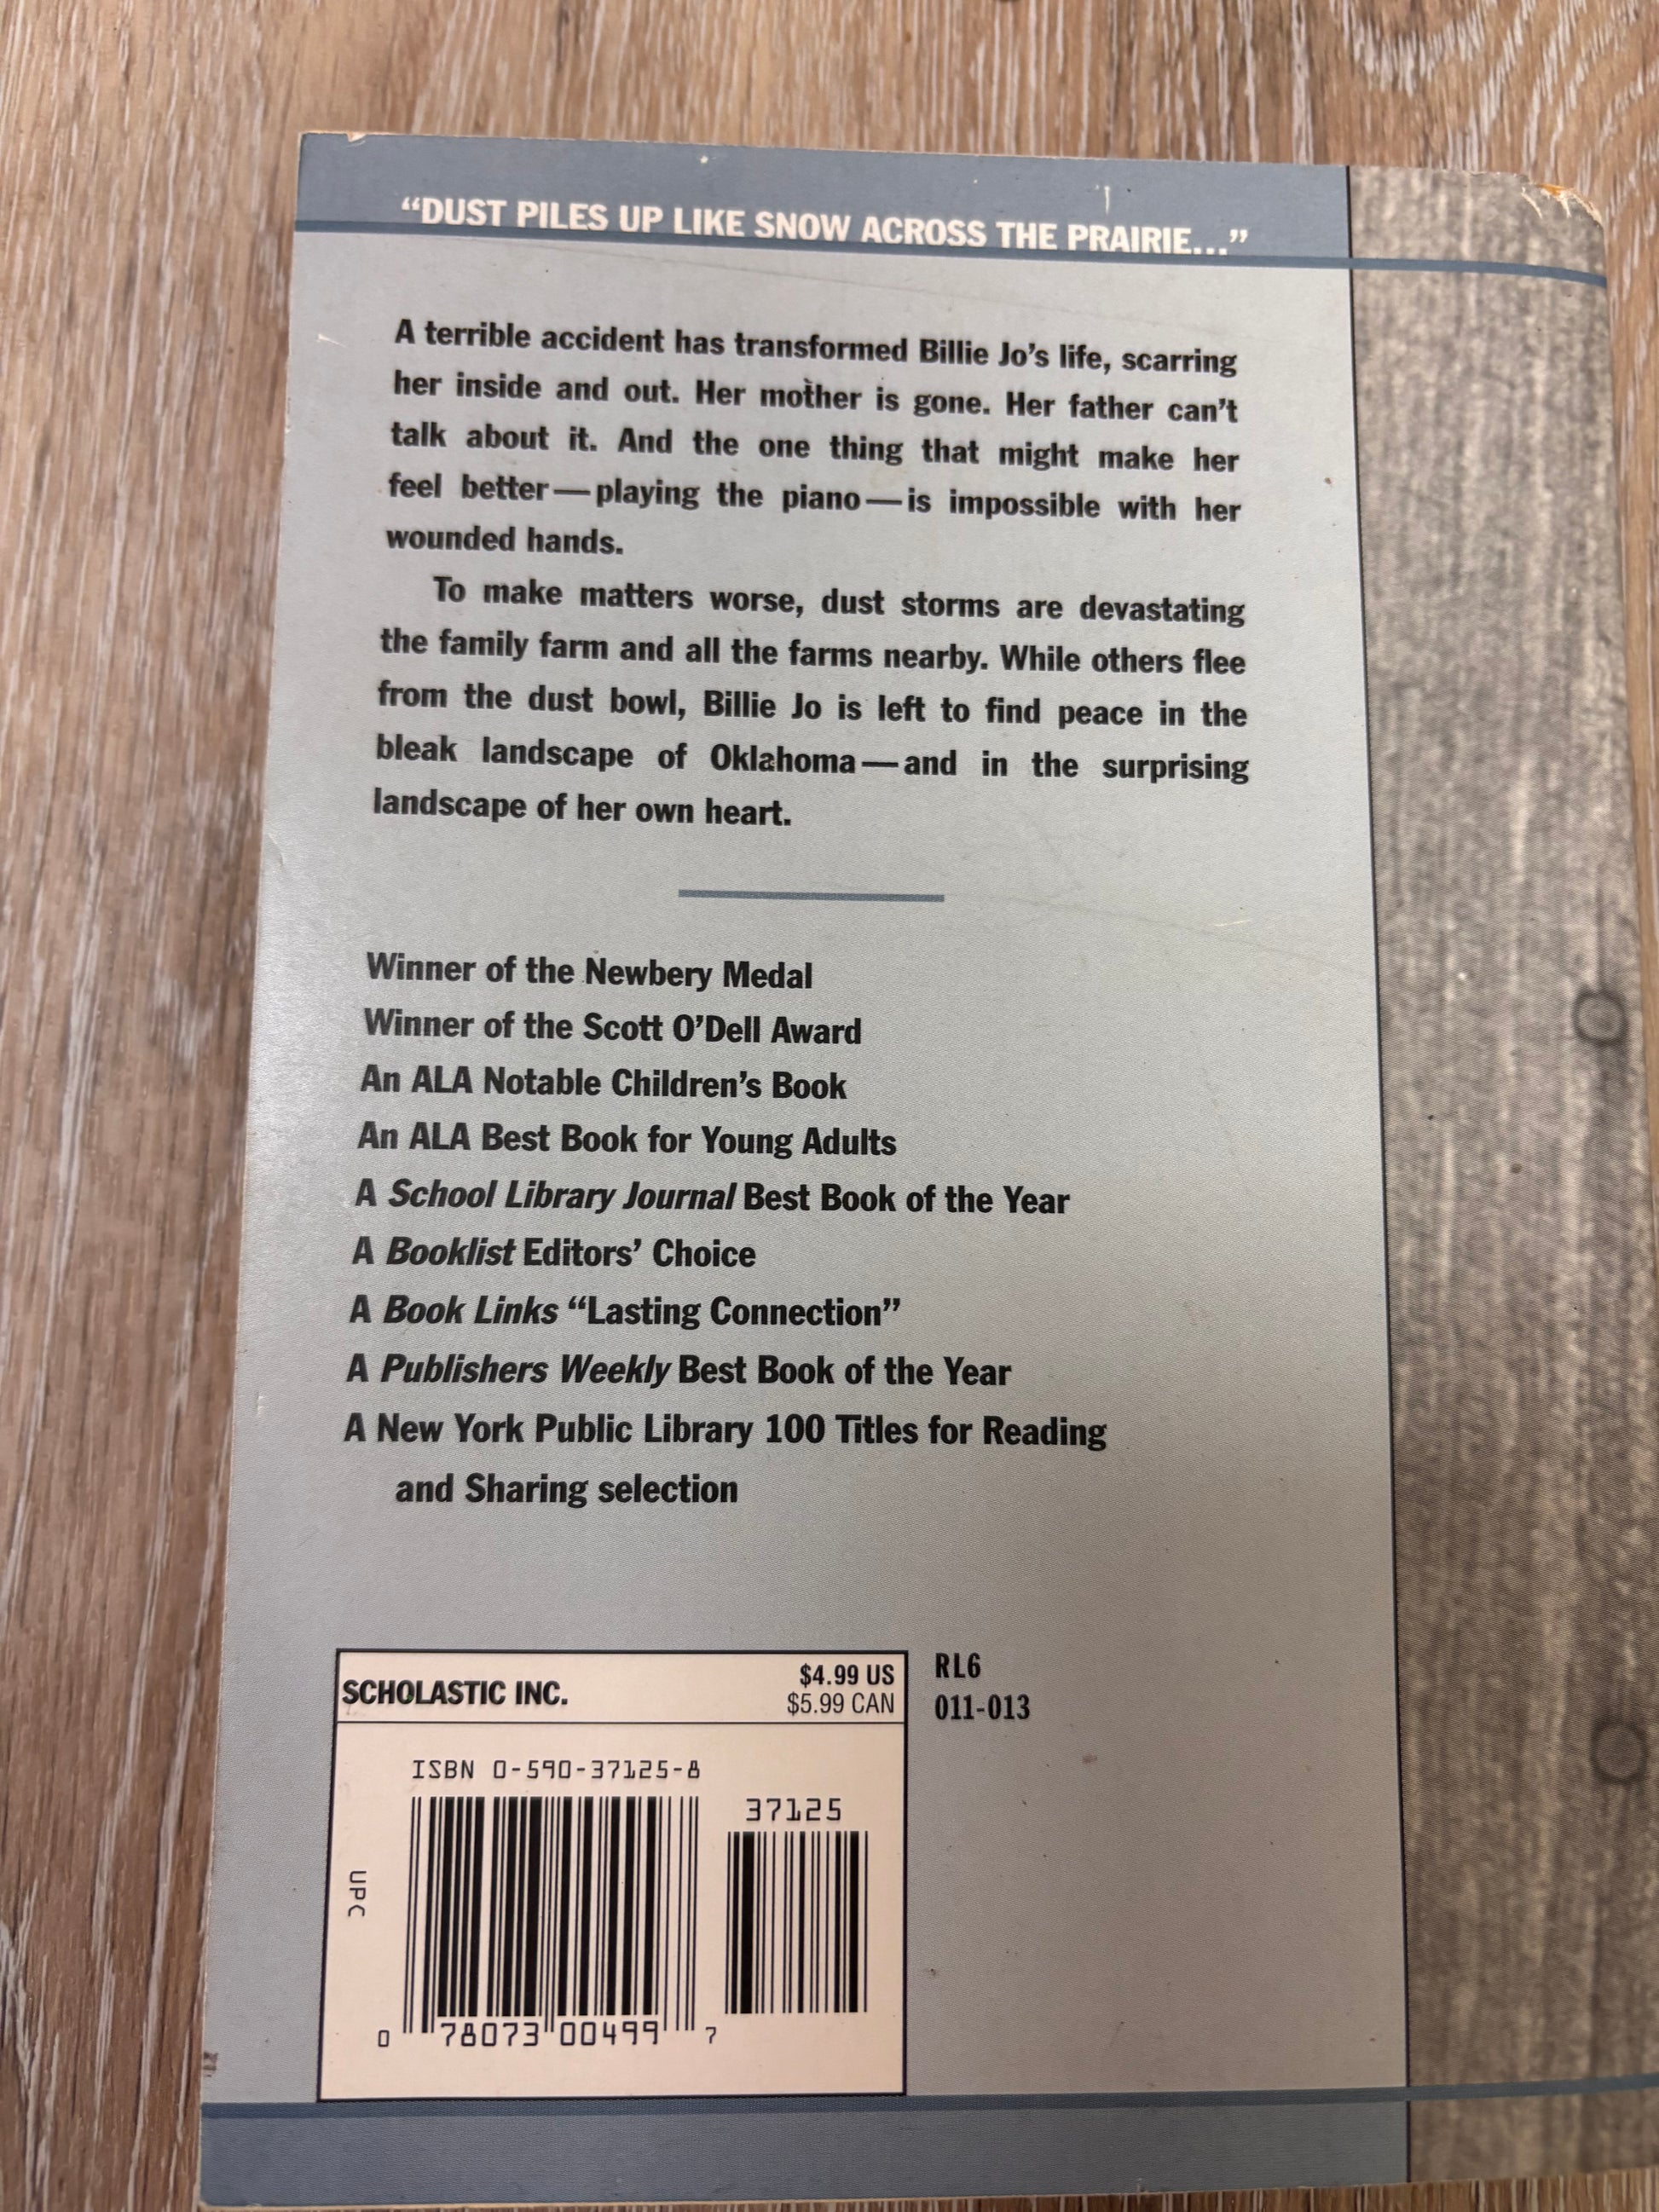 “DUST PILES UP LIKE SNOW ACROSS THE PRAIRIE...”
A terrible accident has transformed Billie Jo’s life, scarring
her inside and out. Her mother is gone. Her father can’t
talk about it. And the one thing that might make her
feel better—playing the piano—is impossible with her
wounded hands.
To make matters worse, dust storms are devastating
the family farm and all the farms nearby. While others flee
from the dust bowl, Billie Jo is left to find peace in the
bleak landscape of Oklahoma—and in the surprising
landscape of her own heart.
Winner of the Newbery Medal
Winner of the Scott O’Dell Award
An ALA Notable Children’s Book
An ALA Best Book for Young Adults
A School Library Journal Best Book of the Year
A Booklist Editors’ Choice
A Book Links “Lasting Connection”
A Publishers Weekly Best Book of the Year
A New York Public Library 100 Titles for Reading
and Sharing selection
SCHOLASTIC INC.
$4.99 US
$5.99 CAN
RL6
011-013
ISBN 0-590-37125-8
37125
UPC
0 78073 00499 7